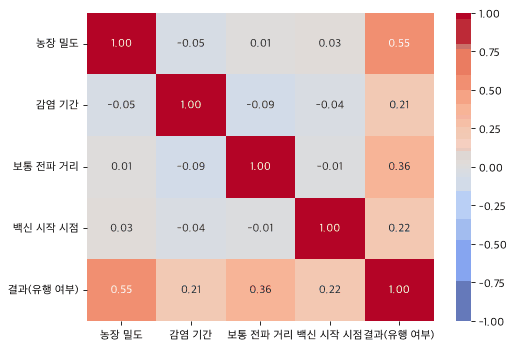 농장 밀도 1.00 -0.05 0.01 0.03 0.55
감염 기간 -0.05 1.00 -0.09 -0.04 0.21
보통 전파 거리 0.01 -0.09 1.00 -0.01 0.36
백신 시작 시점 0.03 -0.04 -0.01 1.00 0.22
결과(유행 여부) 0.55 0.21 0.36 0.22 1.00
농장 밀도 감염 기간 보통 전파 거리 백신 시작 시점 결과(유행 여부)
1.00
0.75
0.50
0.25
0.00
-0.25
-0.50
-0.75
-1.00